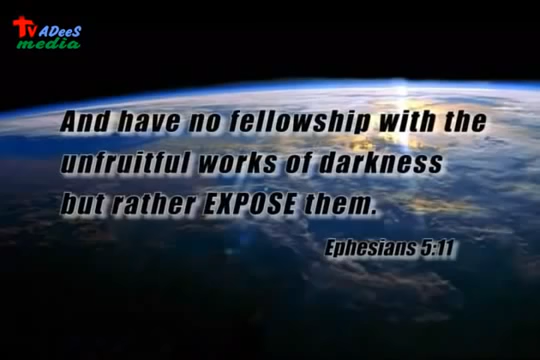 TV ADeeS
media
And have no fellowship with the
unfruitful works of darkness
but rather EXPOSE them.
Ephesians 5:11